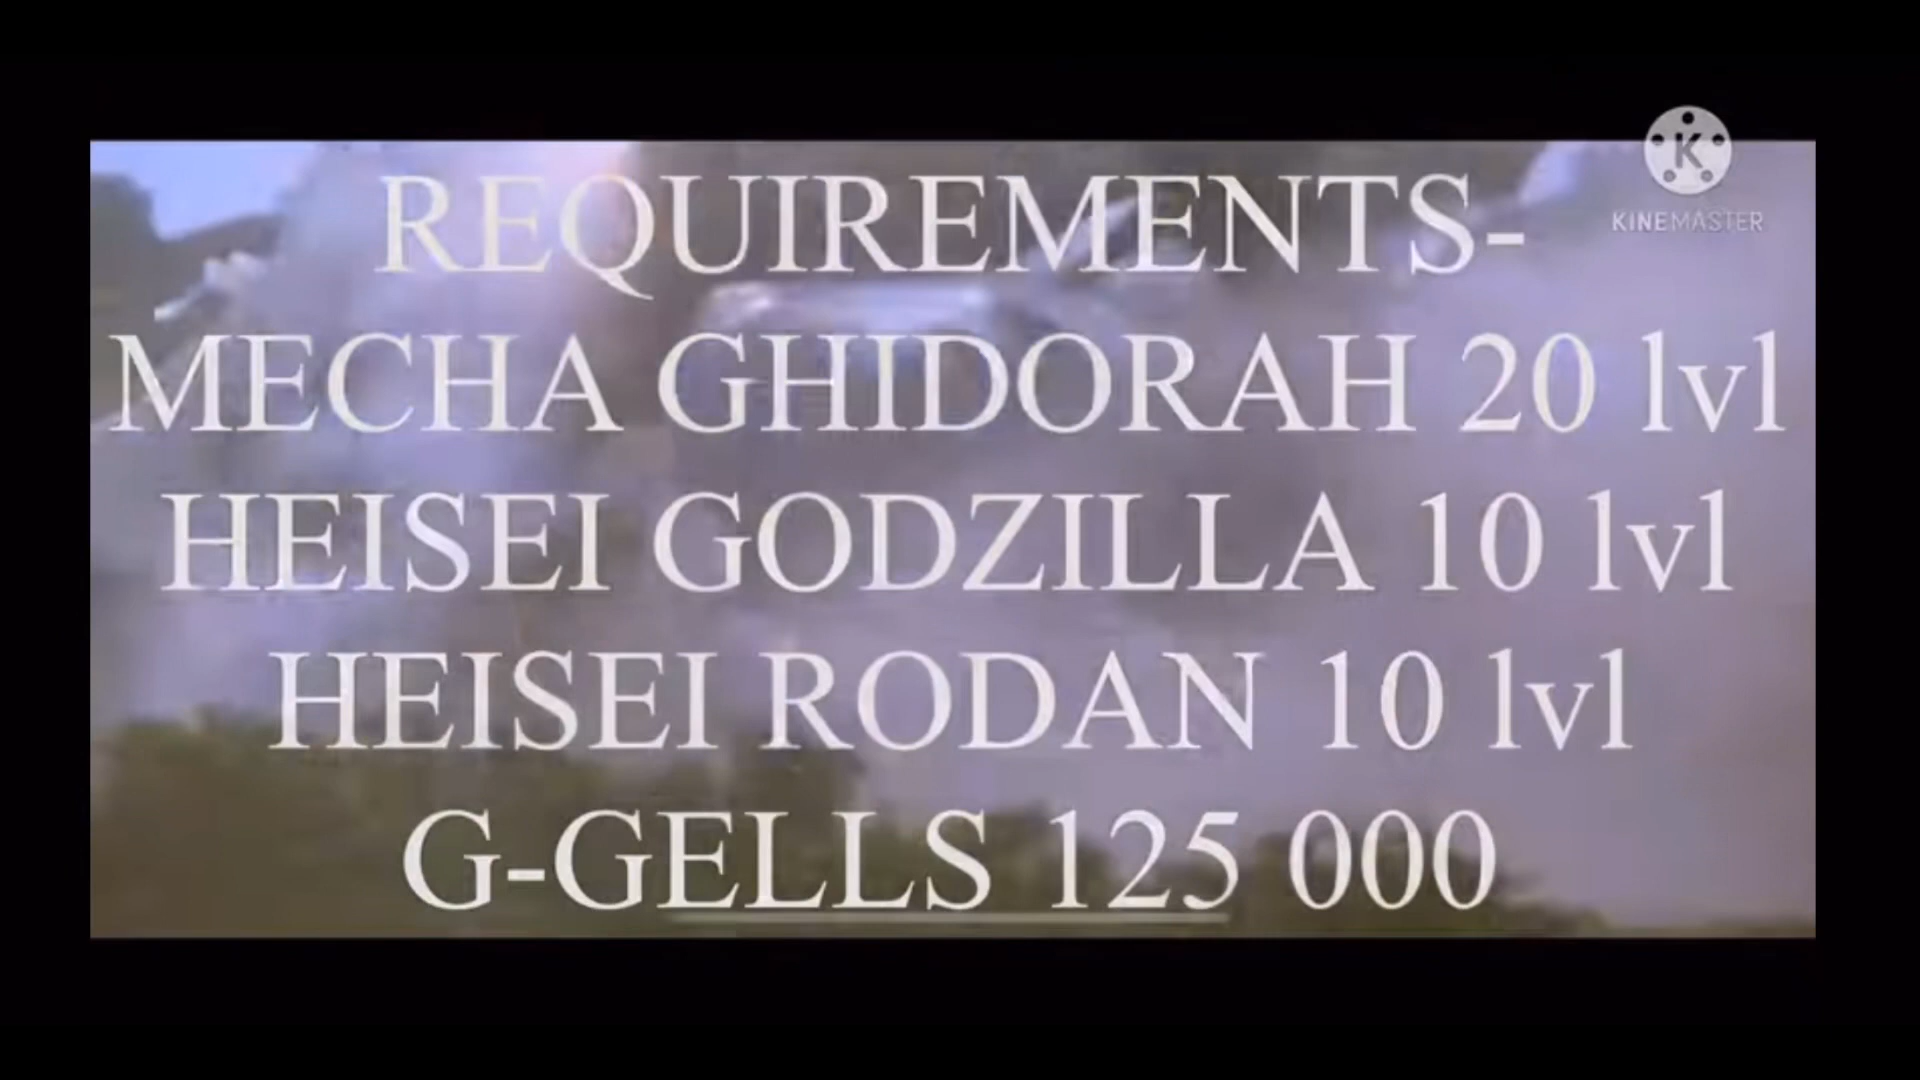 REQUIREMENTS-
MECHA GHIDORAH 20 lvl
HEISEI GODZILLA 10 lvl
HEISEI RODAN 10 lvl
G-GELLS 125 000
K
KINEMASTER